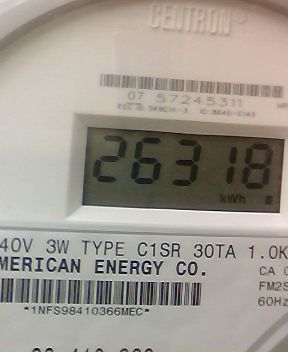 CENTRON®
07 57245311
26318
kWh
40V 3W TYPE C1SR 30TA 1.0K
MERICAN ENERGY CO.
CA 0
FM2S
60Hz
*1NFS98410366MEC*